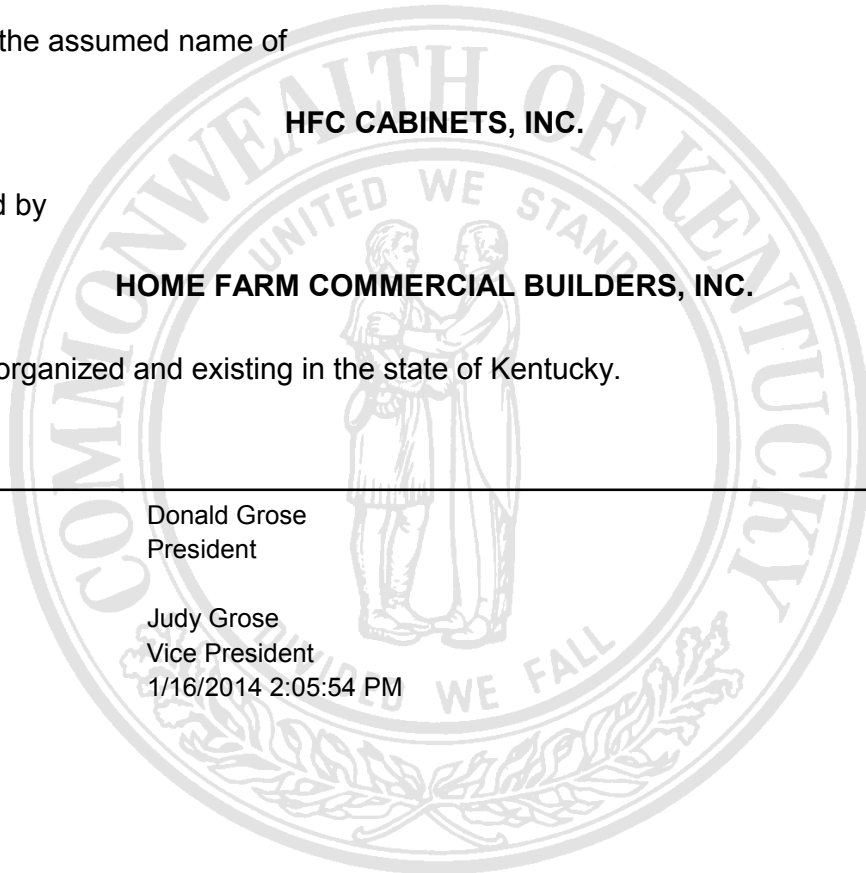 the assumed name of
HFC CABINETS, INC.
d by
HOME FARM COMMERCIAL BUILDERS, INC.
organized and existing in the state of Kentucky.
Donald Grose
President
Judy Grose
Vice President
1/16/2014 2:05:54 PM
COMMONWEALTH OF KENTUCKY
UNITED WE STAND
DIVIDED WE FALL